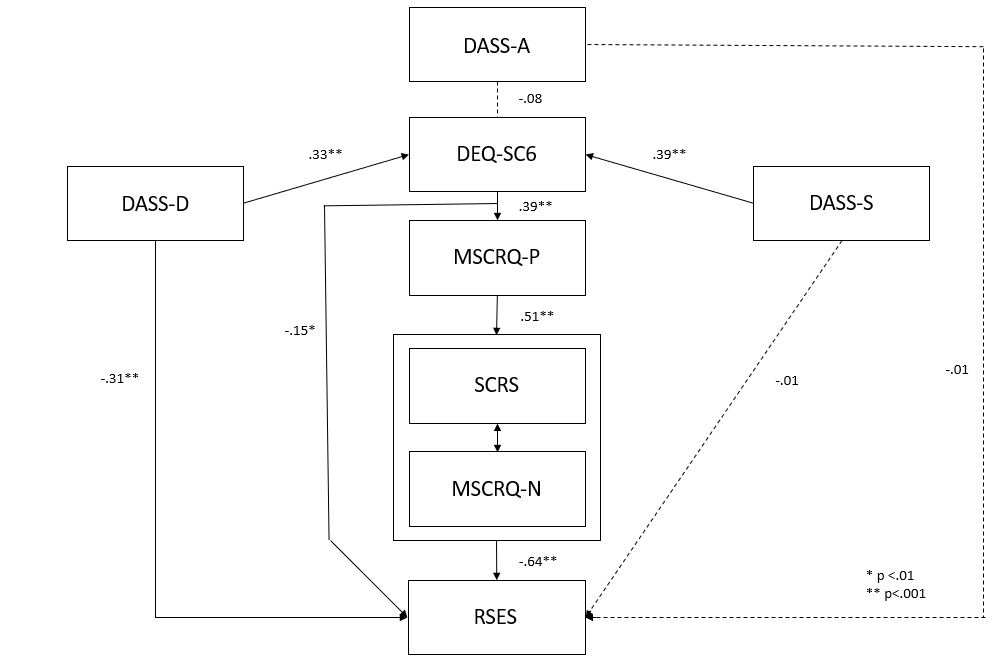 DASS-A
-.08
DEQ-SC6
.33**
.39**
DASS-D
DASS-S
.39**
MSCRQ-P
.51**
-.15*
SCRS
-.31**
-.01
-.01
MSCRQ-N
-.64**
* p <.01
** p<.001
RSES